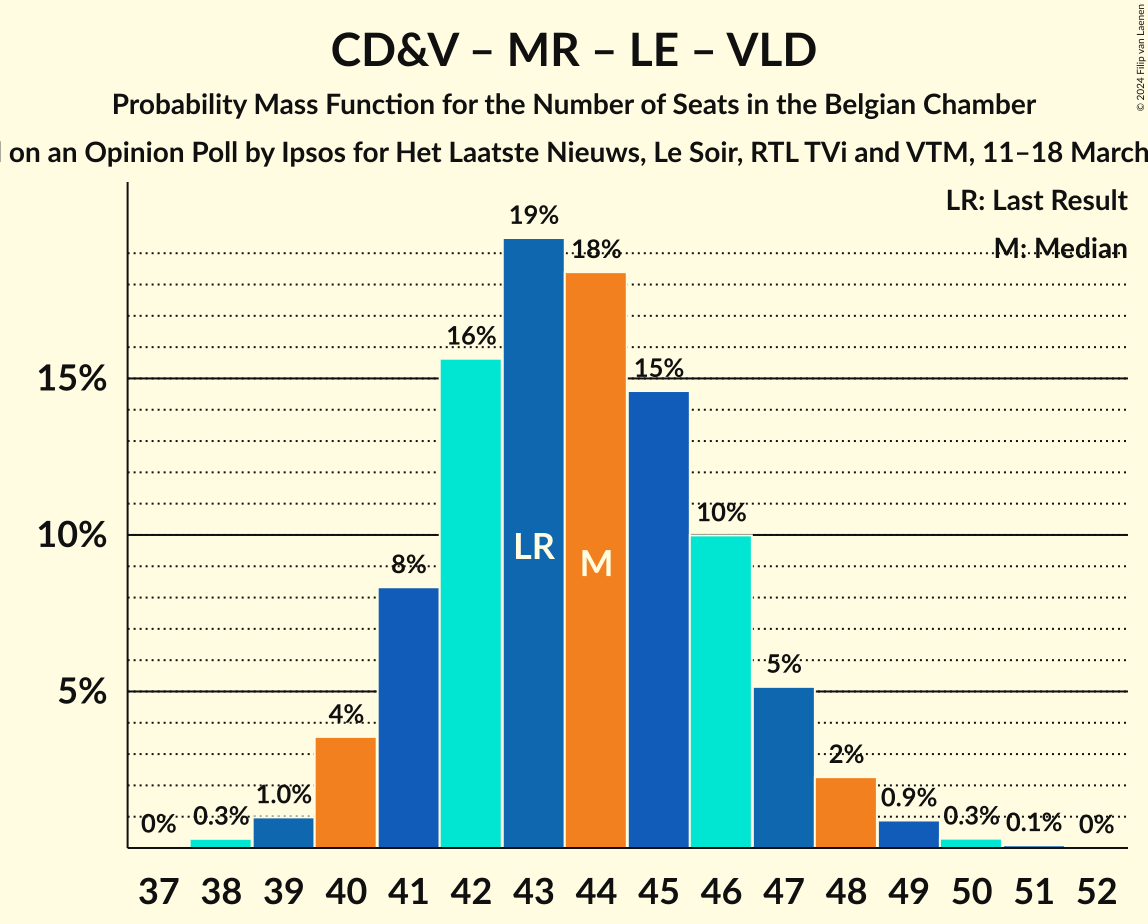 CD&V – MR – LE – VLD
Probability Mass Function for the Number of Seats in the Belgian Chamber
on an Opinion Poll by Ipsos for Het Laatste Nieuws, Le Soir, RTL TVi and VTM, 11–18 March
© 2024 Filip van Laenen
LR: Last Result
M: Median
19%
18%
16%
15%
15%
10%
10%
LR
M
8%
5%
5%
4%
2%
1.0%
0.9%
0%
0.3%
0.3%
0.1%
0%
37 38 39 40 41 42 43 44 45 46 47 48 49 50 51 52